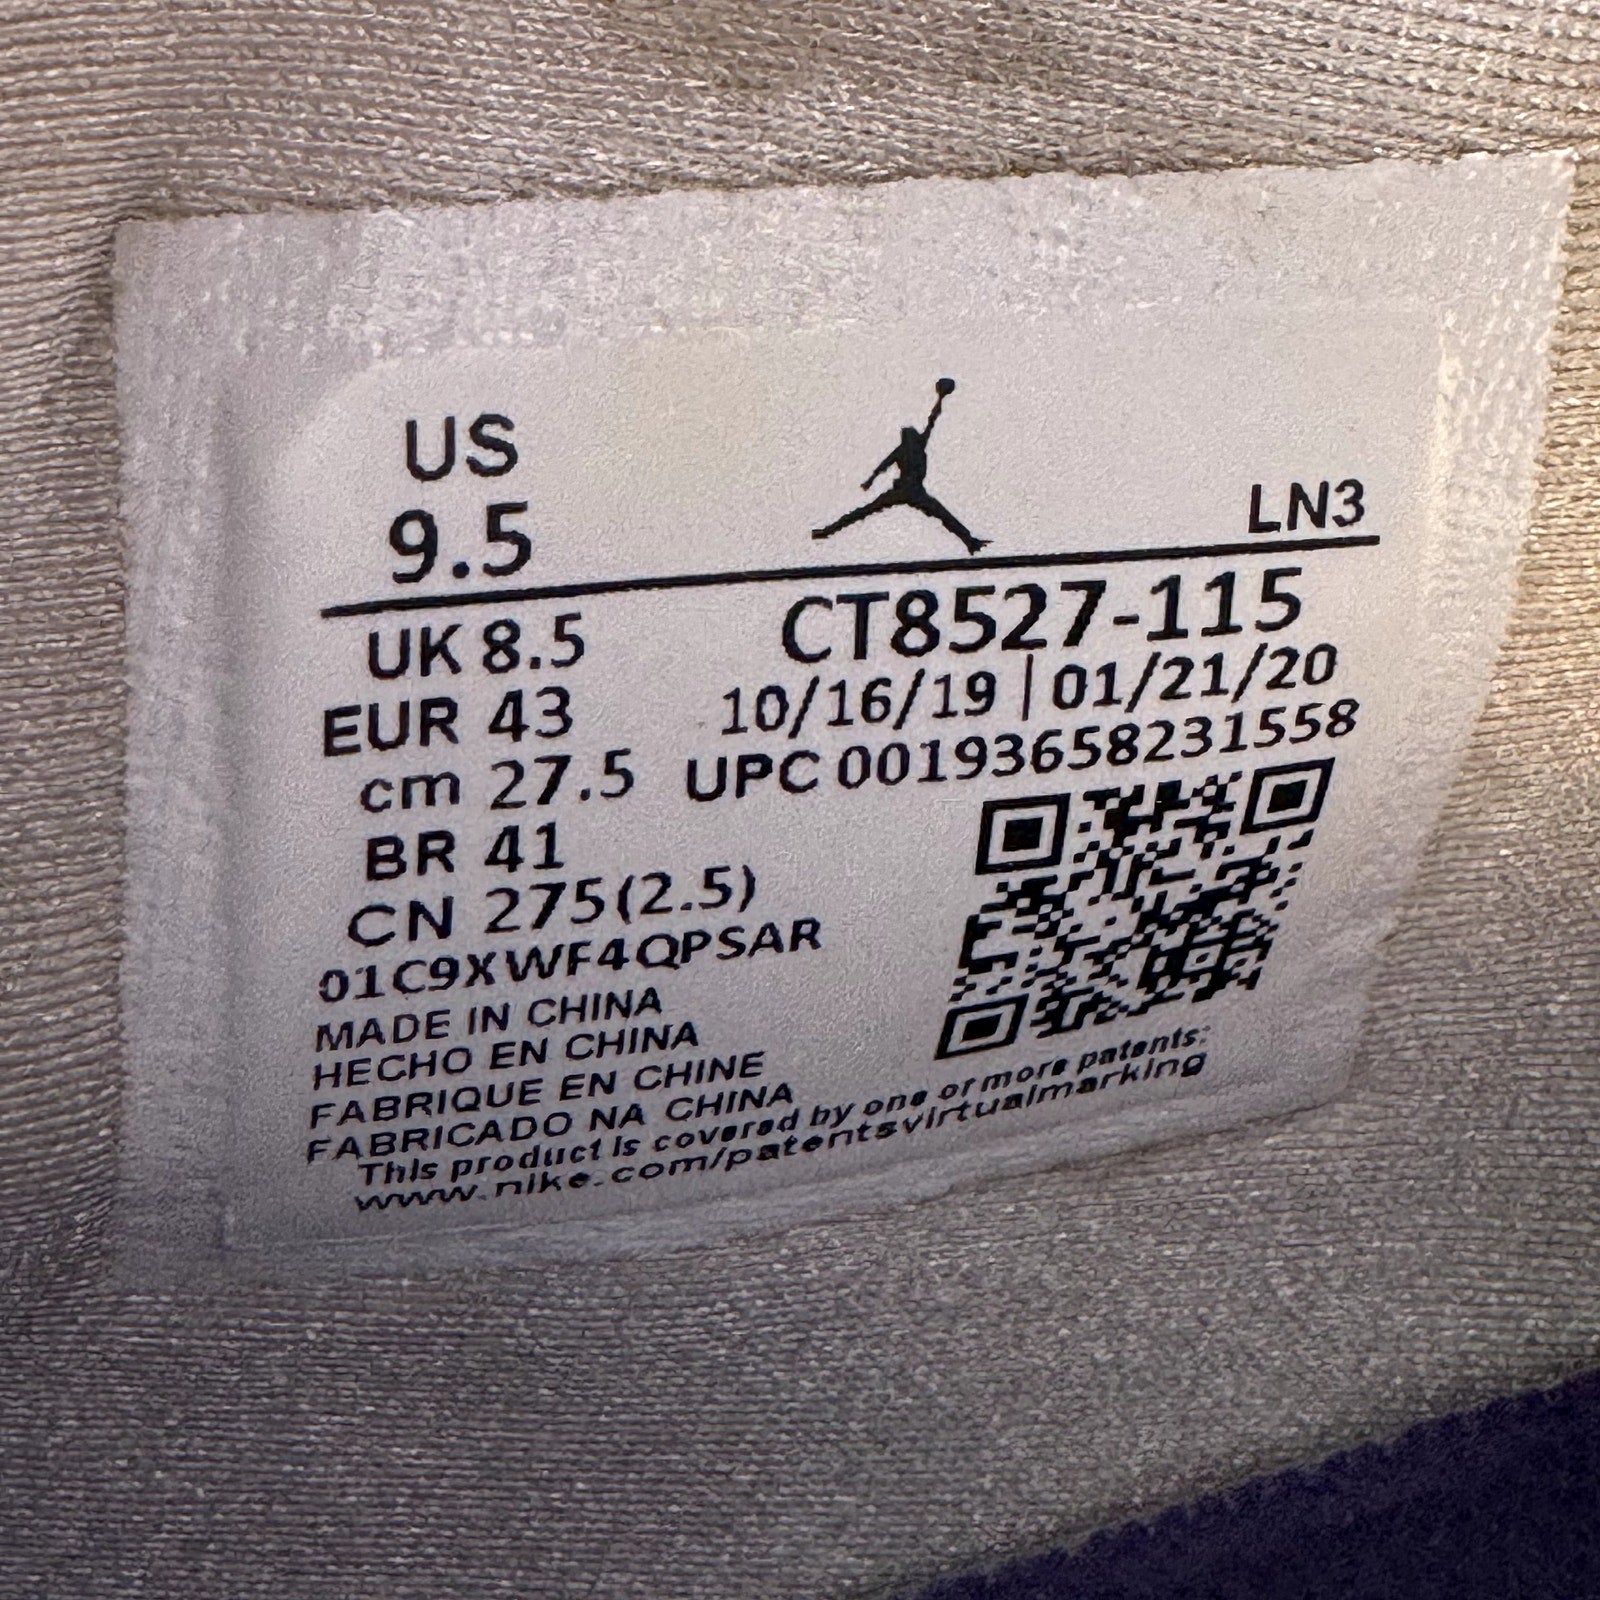 US
9.5
LN3
UK 8.5
CT8527-115
EUR 43
10/16/19 | 01/21/20
cm 27.5
UPC 00193658231558
BR 41
CN 275(2.5)
01C9XWF4QPSAR
MADE IN CHINA
HECHO EN CHINA
FABRIQUE EN CHINE
FABRICADO NA CHINA
This product is covered by one or more patents:
www.nike.com/patentsvirtualmarking